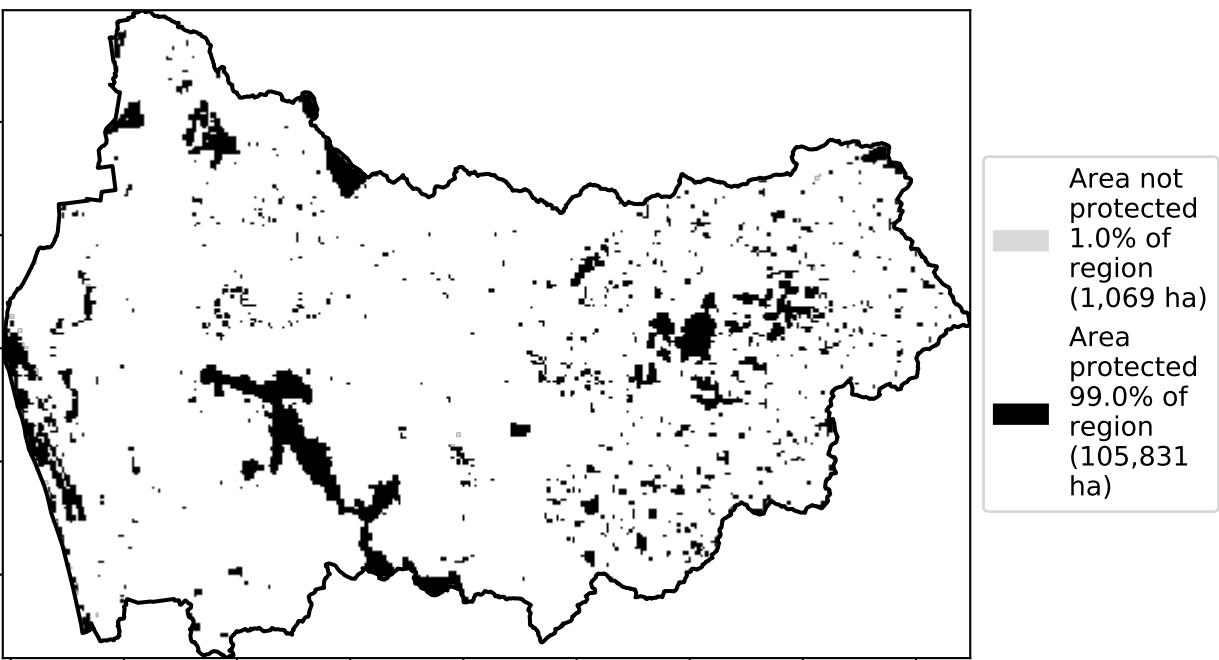 Area not
protected
1.0% of
region
(1,069 ha)
Area
protected
99.0% of
region
(105,831
ha)